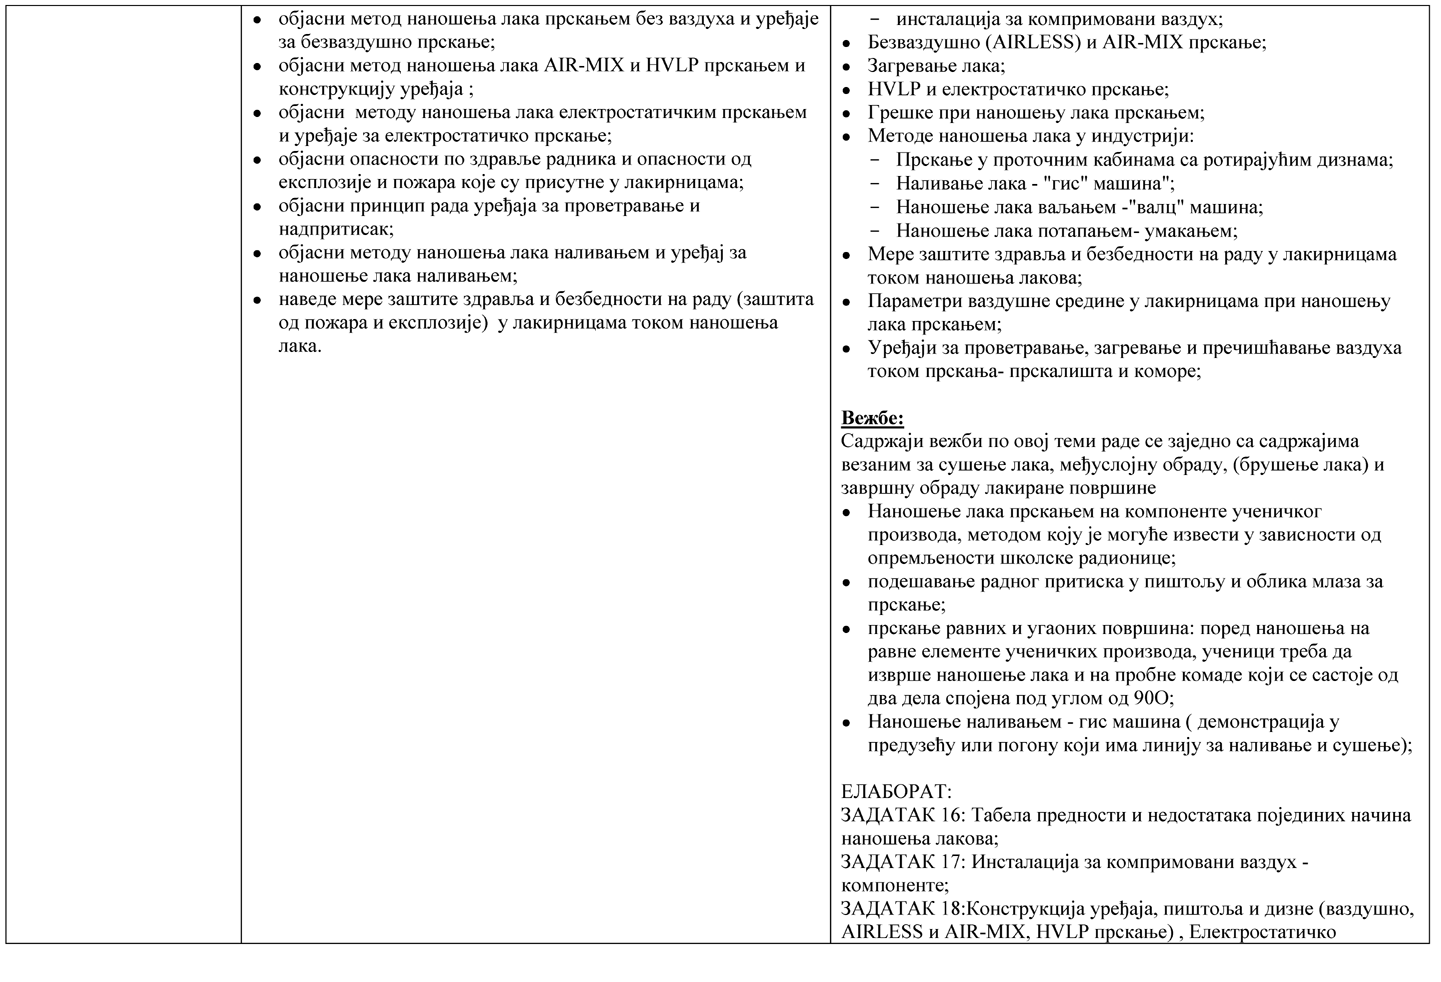 објасни метод наношења лака прскањем без ваздуха и уређаје
за безваздушно прскање;
објасни метод наношења лака AIR-MIX и HVLP прскањем и
конструкцију уређаја ;
објасни  методу наношења лака електростатичким прскањем
и уређаје за електростатичко прскање;
објасни опасности по здравље радника и опасности од
експлозије и пожара које су присутне у лакирницама;
објасни принцип рада уређаја за проветравање и
надпритисак;
објасни методу наношења лака наливањем и уређај за
наношење лака наливањем;
наведе мере заштите здравља и безбедности на раду (заштита
од пожара и експлозије)  у лакирницама током наношења
лака.
− инсталација за компримовани ваздух;
Безваздушно (AIRLESS) и AIR-MIX прскање;
Загревање лака;
HVLP и електростатичко прскање;
Грешке при наношењу лака прскањем;
Методе наношења лака у индустрији:
− Прскање у проточним кабинама са ротирајућим дизнама;
− Наливање лака - "гис" машина";
− Наношење лака ваљањем -"валц" машина;
− Наношење лака потапањем- умакањем;
Мере заштите здравља и безбедности на раду у лакирницама
током наношења лакова;
Параметри ваздушне средине у лакирницама при наношењу
лака прскањем;
Уређаји за проветравање, загревање и пречишћавање ваздуха
током прскања- прскалишта и коморе;
Вежбе:
Садржаји вежби по овој теми раде се заједно са садржајима
везаним за сушење лака, међуслојну обраду, (брушење лака) и
завршну обраду лакиране површине
Наношење лака прскањем на компоненте ученичког
производа, методом коју је могуће извести у зависности од
опремљености школске радионице;
подешавање радног притиска у пиштољу и облика млаза за
прскање;
прскање равних и угаоних површина: поред наношења на
равне елементе ученичких производа, ученици треба да
изврше наношење лака и на пробне комаде који се састоје од
два дела спојена под углом од 90О;
Наношење наливањем - гис машина ( демонстрација у
предузећу или погону који има линију за наливање и сушење);
ЕЛАБОРАТ:
ЗАДАТАК 16: Табела предности и недостатака појединих начина
наношења лакова;
ЗАДАТАК 17: Инсталација за компримовани ваздух -
компоненте;
ЗАДАТАК 18:Конструкција уређаја, пиштоља и дизне (ваздушно,
AIRLESS и AIR-MIX, HVLP прскање) , Електростатичко